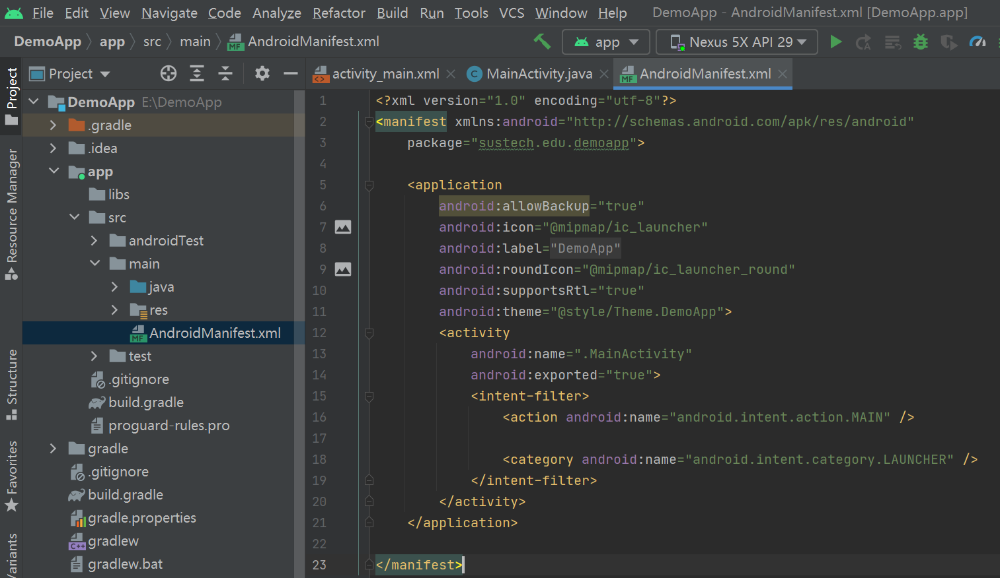 File Edit View Navigate Code Analyze Refactor Build Run Tools VCS Window Help DemoApp - AndroidManifest.xml [DemoApp.app]
DemoApp app src main MF AndroidManifest.xml app Nexus 5X API 29
Project
Resource Manager
Structure
Favorites
Variants
Project
DemoApp E:\DemoApp
.gradle
.idea
app
libs
src
androidTest
main
java
res
MF AndroidManifest.xml
test
.gitignore
build.gradle
proguard-rules.pro
gradle
.gitignore
build.gradle
gradle.properties
C++ gradlew
gradlew.bat
activity_main.xml C MainActivity.java MF AndroidManifest.xml
1 <?xml version="1.0" encoding="utf-8"?>
2 <manifest xmlns:android="http://schemas.android.com/apk/res/android"
3 package="sustech.edu.demoapp">
4
5 <application
6 android:allowBackup="true"
7 android:icon="@mipmap/ic_launcher"
8 android:label="DemoApp"
9 android:roundIcon="@mipmap/ic_launcher_round"
10 android:supportsRtl="true"
11 android:theme="@style/Theme.DemoApp">
12 <activity
13 android:name=".MainActivity"
14 android:exported="true">
15 <intent-filter>
16 <action android:name="android.intent.action.MAIN" />
17
18 <category android:name="android.intent.category.LAUNCHER" />
19 </intent-filter>
20 </activity>
21 </application>
22
23 </manifest>